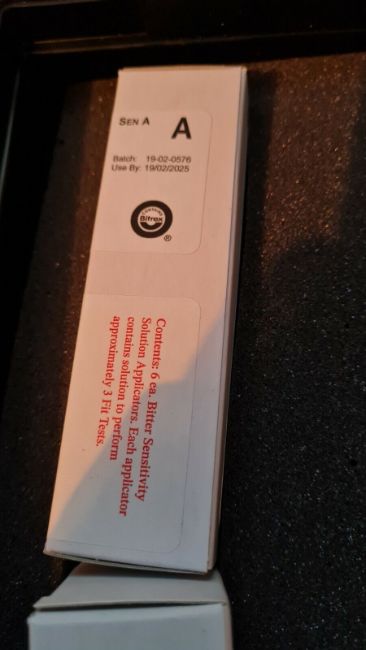 SEN A
A
Batch: 19-02-0576
Use By: 19/02/2025
Bitrex
®
Contents: 6 ea. Bitter Sensitivity
Solution Applicators. Each applicator
contains solution to perform
approximately 3 Fit Tests.